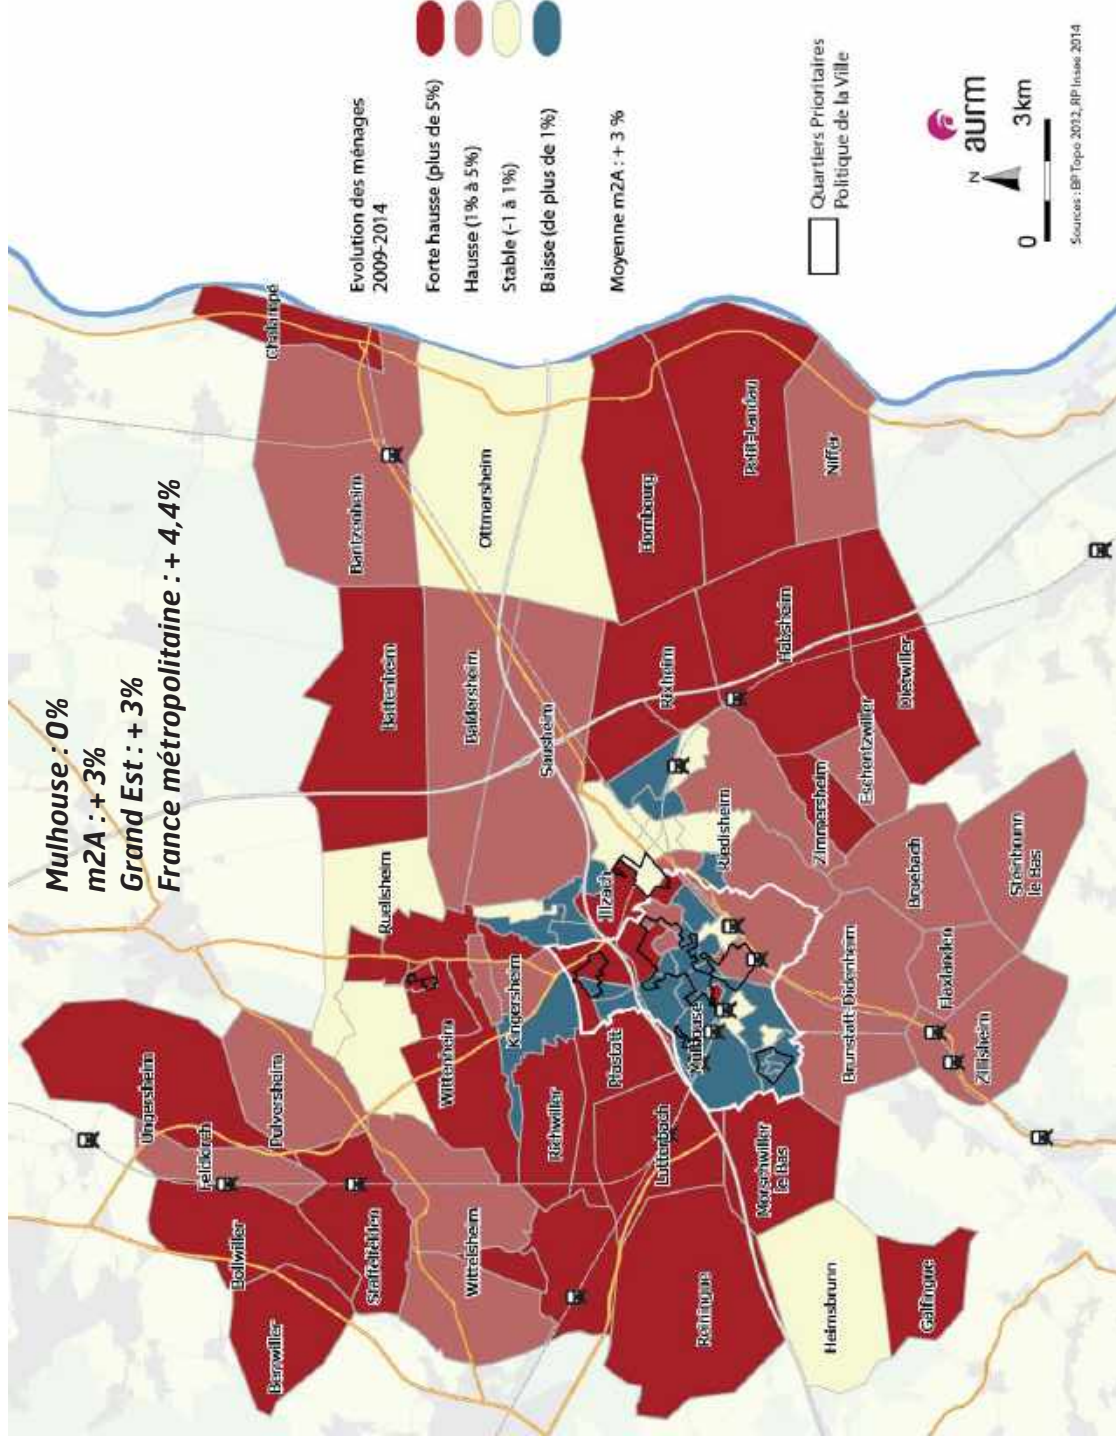 Mulhouse : 0%
m2A : + 3%
Grand Est : + 3%
France métropolitaine : + 4,4%
Evolution des ménages
2009-2014
Forte hausse (plus de 5%)
Hausse (1% à 5%)
Stable (-1 à 1%)
Baisse (de plus de 1%)
Moyenne m2A : + 3 %
Quartiers Prioritaires
Politique de la Ville
aurm
N
0 3km
Sources : BP Topo 2012, RP Insee 2014
Chalampé
Bantzenheim
Ottmarsheim
Hombourg
Petit-Landau
Niffer
Battenheim
Baldersheim
Sausheim
Rixheim
Habsheim
Dietwiller
Eschentzwiller
Zimmersheim
Riedisheim
Illzach
Ruelisheim
Kingersheim
Wittenheim
Pfastatt
Mulhouse
Brunstatt-Didenheim
Bruebach
Steinbrunn
le Bas
Flaxlanden
Zillisheim
Ungersheim
Pulversheim
Feldkirch
Bollwiller
Staffelfelden
Berrwiller
Wittelsheim
Richwiller
Lutterbach
Morschwiller
le Bas
Reiningue
Heimsbrunn
Galfingue